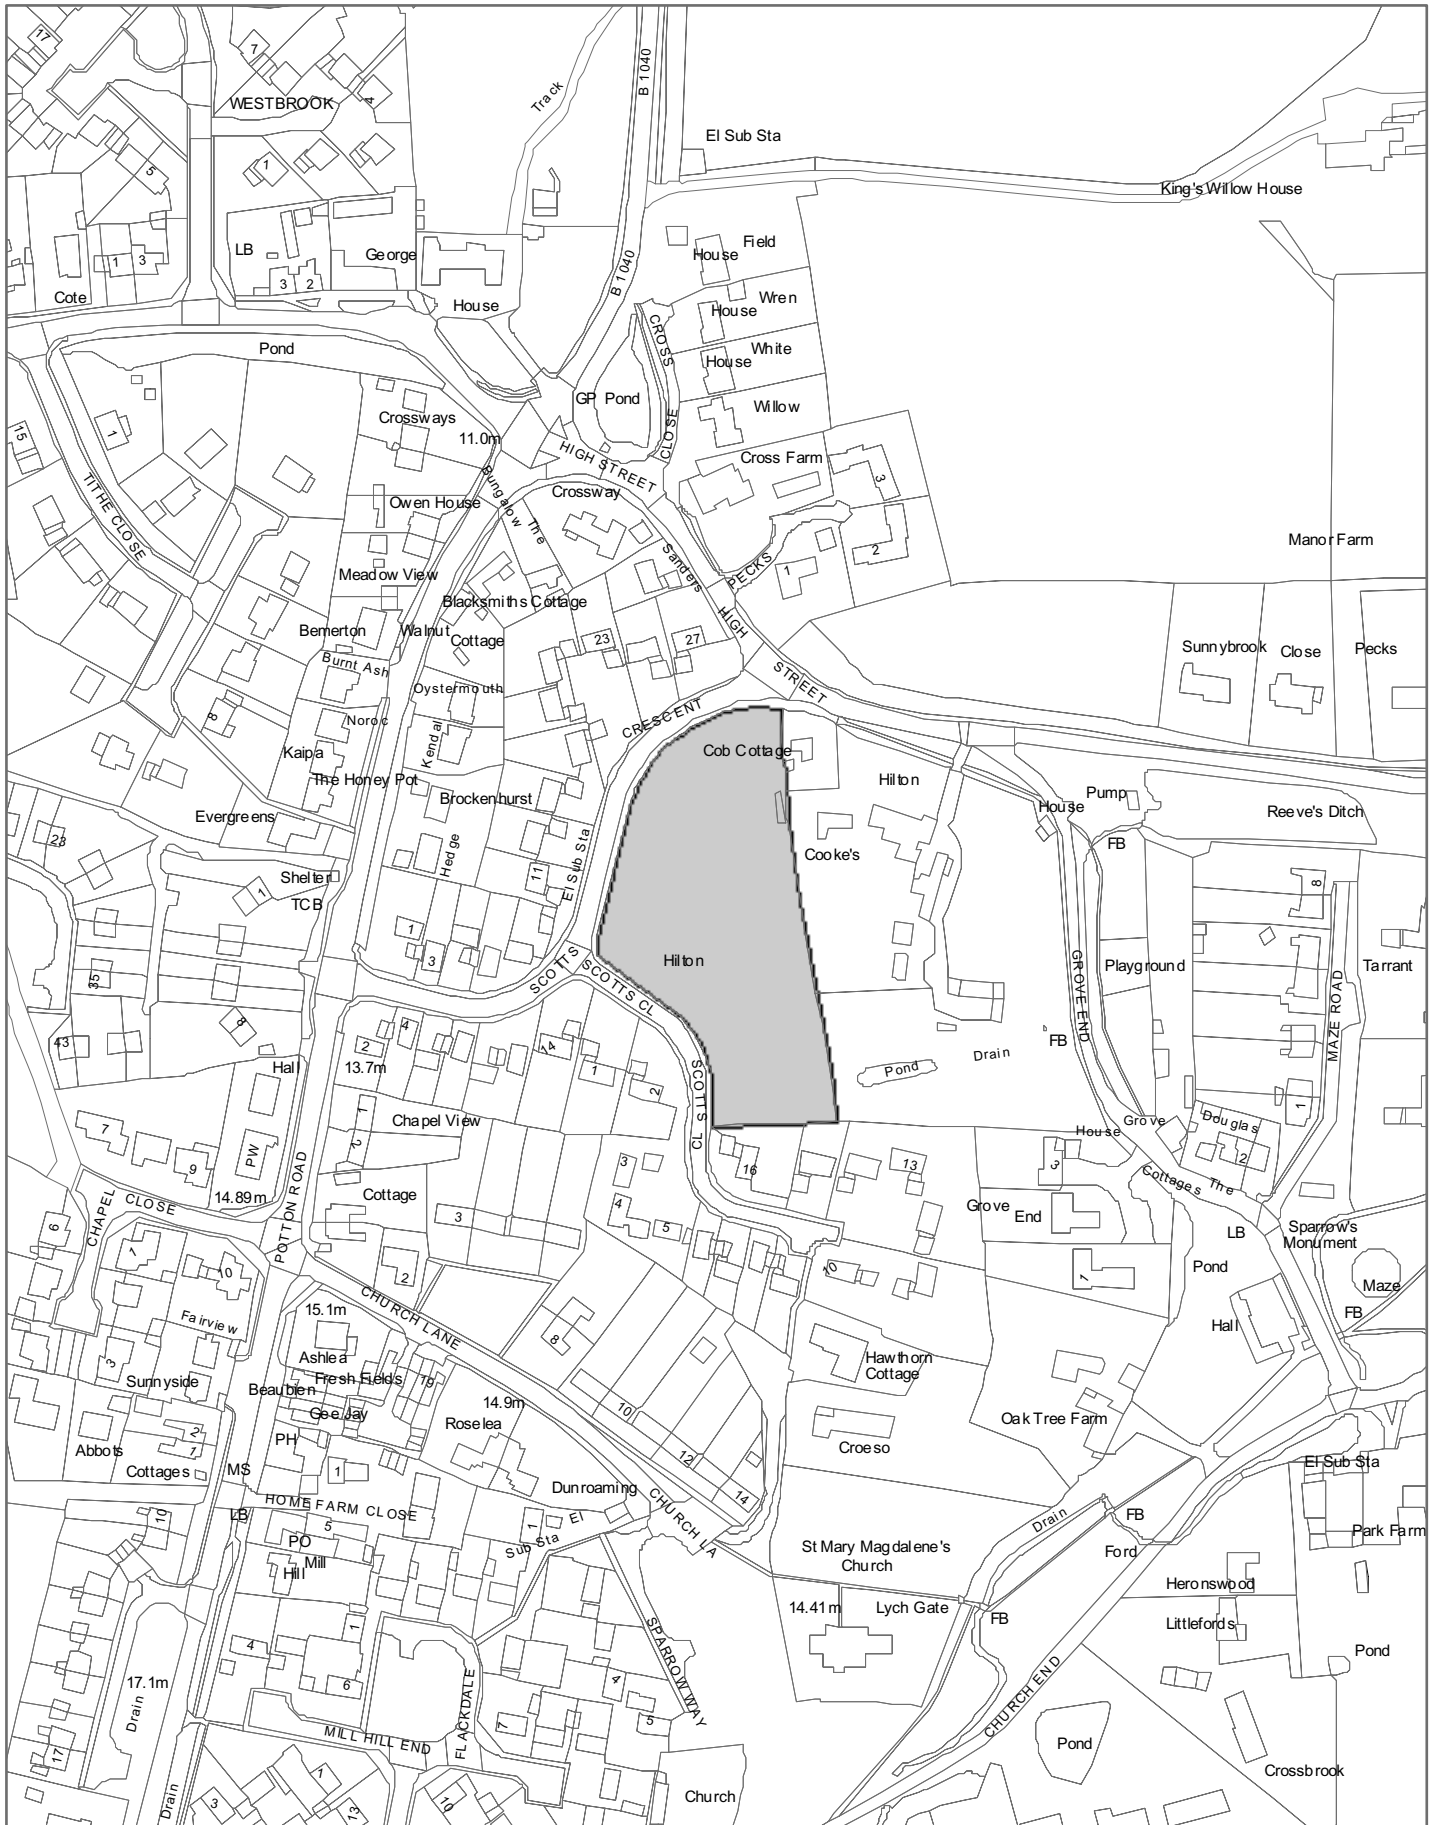 17
7
B 1040
WESTBROOK
4
Track
El Sub Sta
1
5
King's Willow House
LB
George
Field
House
1
3
3
2
B 1040
Cote
House
Wren
House
CROSS
Pond
White
House
GP
Pond
Willow
Crossways
15
1
11.0m
HIGH STREET
CLOSE
Cross Farm
3
TITHE CLOSE
Bungalow
The
Crossway
Owen House
Manor Farm
2
Sanders
PECKS
1
Meadow View
Blacksmiths Cottage
HIGH
Bemerton
Walnut
Cottage
23
27
Sunnybrook
Close
Pecks
Burnt Ash
STREET
Oystermouth
8
Noroc
Kendal
CRESCENT
Kaipa
Cob Cottage
The Honey Pot
Hilton
Brockenhurst
Pump
House
Evergreens
Reeve's Ditch
23
Hedge
El Sub Sta
FB
Cooke's
Shelter
11
1
TCB
8
1
3
Hilton
35
SCOTTS
SCOTTS CL
GROVE END
Playground
MAZE ROAD
Tarrant
8
43
4
2
14
FB
Hall
13.7m
Drain
Pond
1
2
SCOTTS CL
1
1
Chapel View
7
2
Grove
Douglas
House
PW
9
3
16
13
3
2
14.89m
Cottage
Cottages
The
CHAPEL
CLOSE
POTTON ROAD
4
Grove
End
6
3
5
LB
Sparrow's
Monument
1
10
2
10
1
Pond
Maze
CHURCH LANE
15.1m
Fairview
8
Hall
FB
Ashlea
3
Hawthorn
Cottage
Sunnyside
Fresh Fields
19
Beaubien
14.9m
10
Oak Tree Farm
Gee Jay
Roselea
2
PH
Croeso
Abbots
1
12
Cottages
MS
1
El Sub Sta
Dunroaming
14
HOME FARM CLOSE
CHURCH LA
10
LB
5
1
El
Drain
FB
Sub Sta
PO
Park Farm
Mill
Hill
St Mary Magdalene's
Church
Ford
Heronswood
14.41m
Lych Gate
FB
Littlefords
1
4
SPARROW WAY
Pond
17.1m
6
4
Drain
FLACKDALE
CHURCH END
7
5
MILL HILL END
Pond
17
1
Crossbrook
3
13
10
Church
Drain